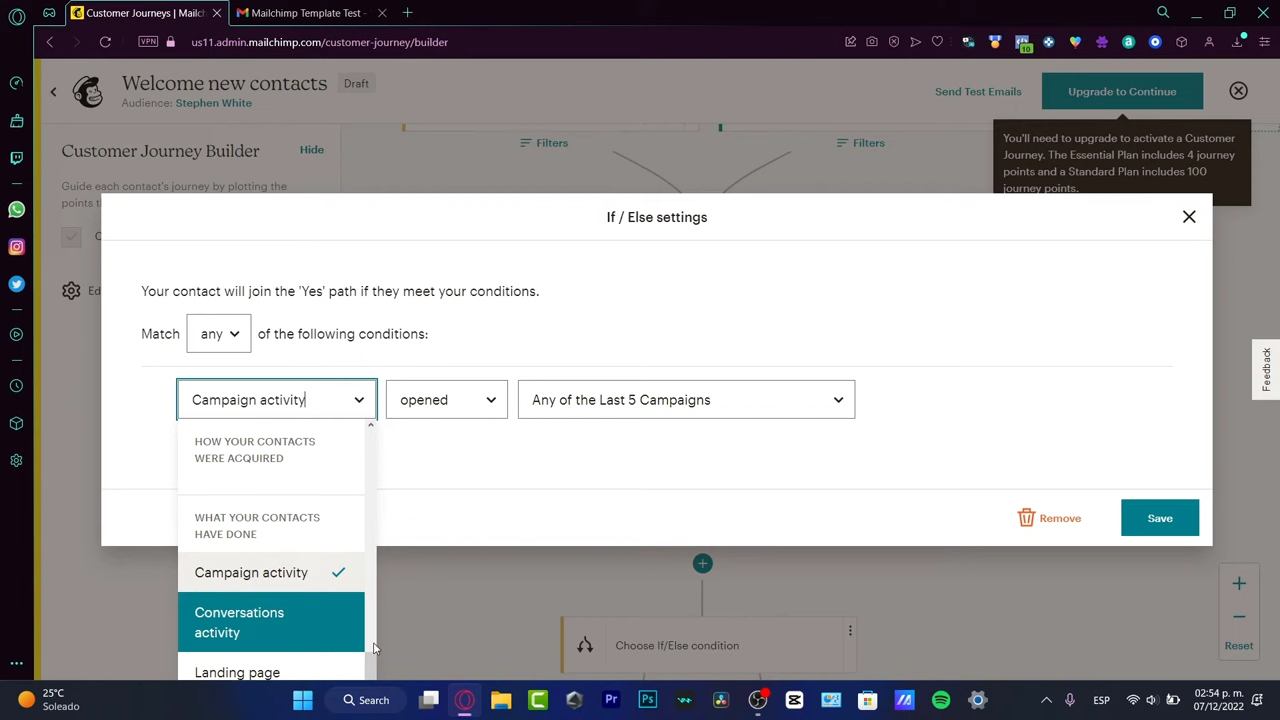 Customer Journeys | Mailch
Mailchimp Template Test -
VPN
us11.admin.mailchimp.com/customer-journey/builder
10
Welcome new contacts
Draft
Audience: Stephen White
Send Test Emails
Upgrade to Continue
You'll need to upgrade to activate a Customer
Journey. The Essential Plan includes 4 journey
points and a Standard Plan includes 100
journey points.
Customer Journey Builder
Hide
Guide each contact's journey by plotting the
points t
Filters
Filters
If / Else settings
Your contact will join the 'Yes' path if they meet your conditions.
Match any of the following conditions:
Campaign activity
opened
Any of the Last 5 Campaigns
HOW YOUR CONTACTS
WERE ACQUIRED
WHAT YOUR CONTACTS
HAVE DONE
Campaign activity
Conversations
activity
Landing page
Remove
Save
Feedback
Choose If/Else condition
Reset
25°C
Soleado
Search
Pr
Ps
ESP
02:54 p. m.
07/12/2022